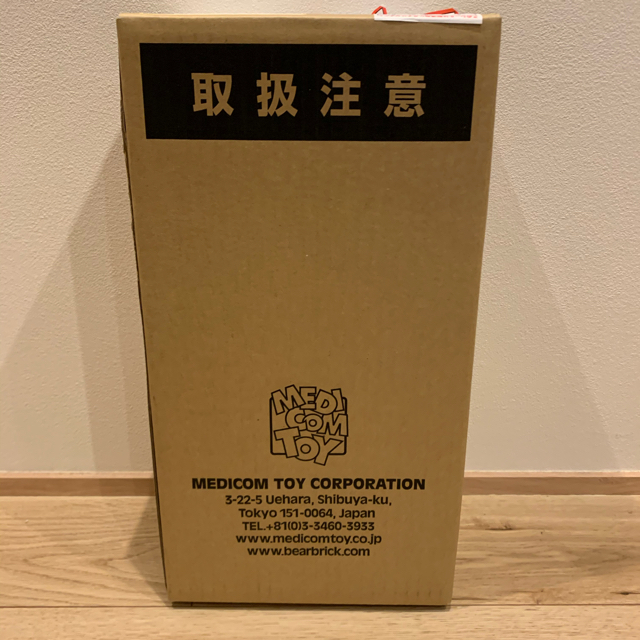 取扱注意
MEDI
COM
TOY
MEDICOM TOY CORPORATION
3-22-5 Uehara, Shibuya-ku,
Tokyo 151-0064, Japan
TEL.+81(0)3-3460-3933
www.medicomtoy.co.jp
www.bearbrick.com